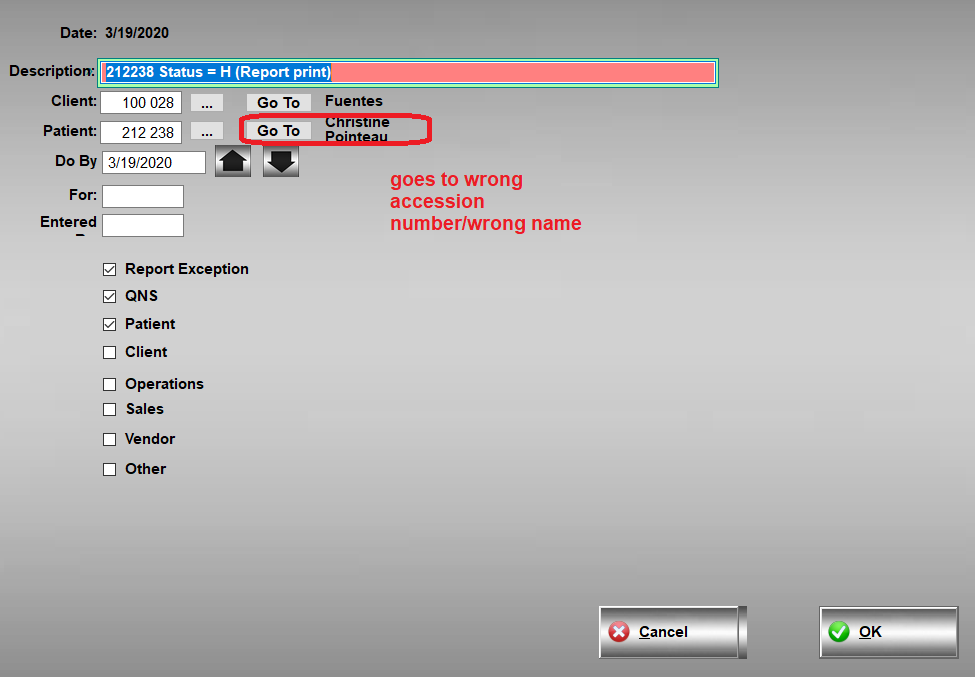 Date: 3/19/2020
Description: 212238 Status = H (Report print)
Client: 100 028 ... Go To Fuentes
Patient: 212 238 ... Go To Christine
Pointeau
Do By 3/19/2020
For:
goes to wrong
accession
number/wrong name
Entered
Report Exception
QNS
Patient
Client
Operations
Sales
Vendor
Other
Cancel OK